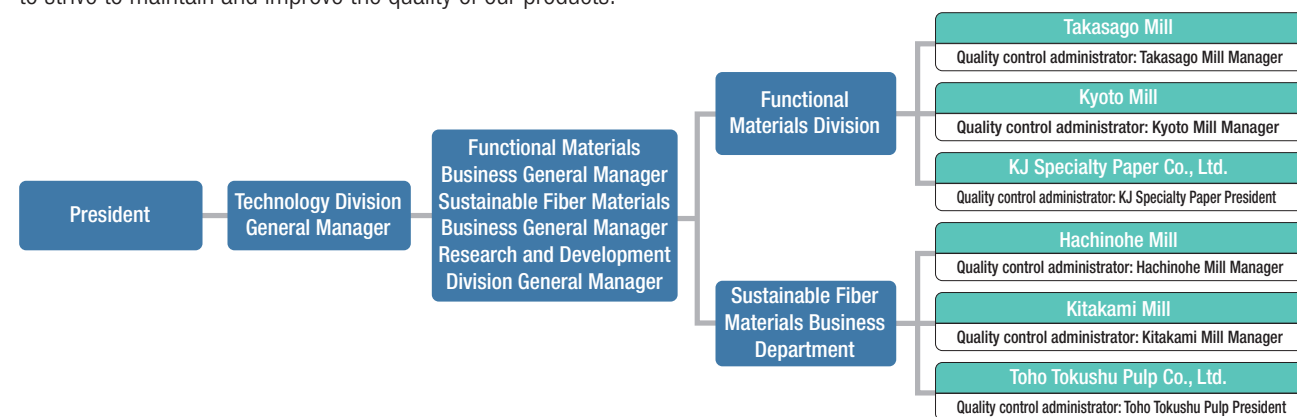 to strive to maintain and improve the quality of our products.
President
Technology Division
General Manager
Functional Materials
Business General Manager
Sustainable Fiber Materials
Business General Manager
Research and Development
Division General Manager
Functional
Materials Division
Takasago Mill
Quality control administrator: Takasago Mill Manager
Kyoto Mill
Quality control administrator: Kyoto Mill Manager
KJ Specialty Paper Co., Ltd.
Quality control administrator: KJ Specialty Paper President
Sustainable Fiber
Materials Business
Department
Hachinohe Mill
Quality control administrator: Hachinohe Mill Manager
Kitakami Mill
Quality control administrator: Kitakami Mill Manager
Toho Tokushu Pulp Co., Ltd.
Quality control administrator: Toho Tokushu Pulp President